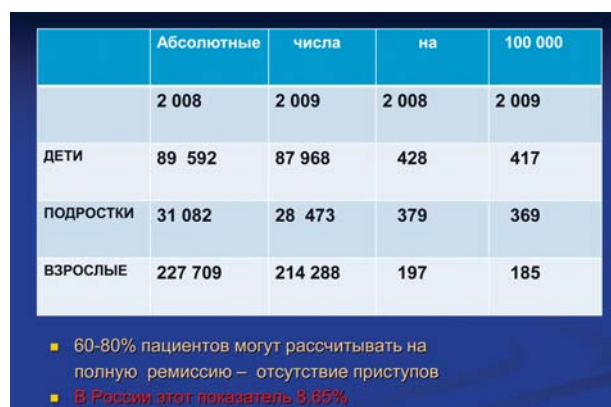 Абсолютные числа на 100 000
2 008 2 009 2 008 2 009
ДЕТИ 89 592 87 968 428 417
ПОДРОСТКИ 31 082 28 473 379 369
ВЗРОСЛЫЕ 227 709 214 288 197 185
60-80% пациентов могут рассчитывать на
полную ремиссию – отсутствие приступов
В России этот показатель 8,65%